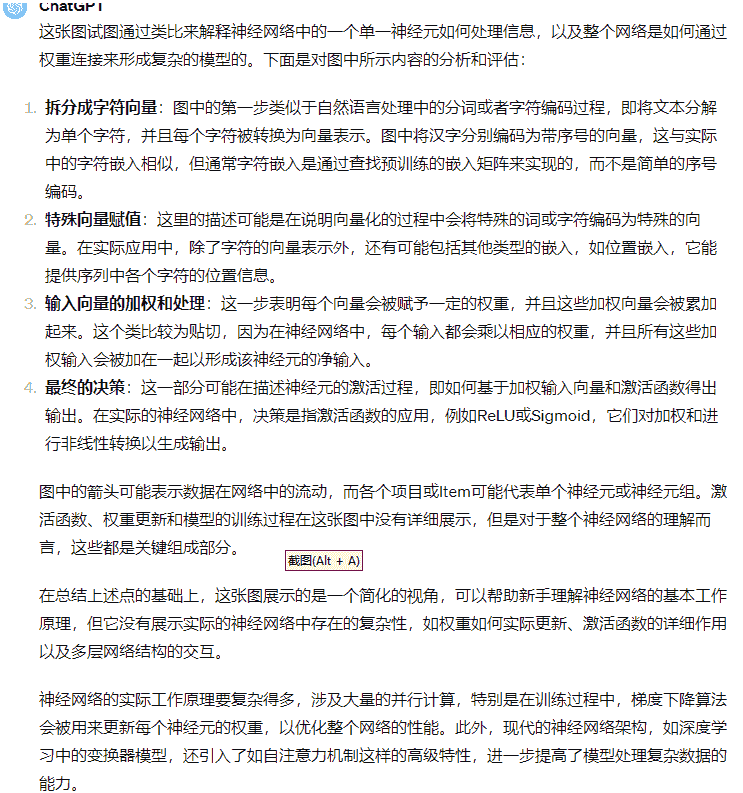 ChatGPT
这张图试图通过类比来解释神经网络中的一个单一神经元如何处理信息，以及整个网络是如何通过
权重连接来形成复杂的模型的。下面是对图中所示内容的分析和评估：
1. 拆分成字符向量：图中的第一步类似于自然语言处理中的分词或者字符编码过程，即将文本分解
为单个字符，并且每个字符被转换为向量表示。图中将汉字分别编码为带序号的向量，这与实际
中的字符嵌入相似，但通常字符嵌入是通过查找预训练的嵌入矩阵来实现的，而不是简单的序号
编码。
2. 特殊向量赋值：这里的描述可能是在说明向量化的过程中会将特殊的词或字符编码为特殊的向
量。在实际应用中，除了字符的向量表示外，还有可能包括其他类型的嵌入，如位置嵌入，它能
提供序列中各个字符的位置信息。
3. 输入向量的加权和处理：这一步表明每个向量会被赋予一定的权重，并且这些加权向量会被累加
起来。这个类比较为贴切，因为在神经网络中，每个输入都会乘以相应的权重，并且所有这些加
权输入会被加在一起以形成该神经元的净输入。
4. 最终的决策：这一部分可能在描述神经元的激活过程，即如何基于加权输入向量和激活函数得出
输出。在实际的神经网络中，决策是指激活函数的应用，例如ReLU或Sigmoid，它们对加权和进
行非线性转换以生成输出。
图中的箭头可能表示数据在网络中的流动，而各个项目或Item可能代表单个神经元或神经元组。激
活函数、权重更新和模型的训练过程在这张图中没有详细展示，但是对于整个神经网络的理解而
言，这些都是关键组成部分。
截图(Alt + A)
在总结上述点的基础上，这张图展示的是一个简化的视角，可以帮助新手理解神经网络的基本工作
原理，但它没有展示实际的神经网络中存在的复杂性，如权重如何实际更新、激活函数的详细作用
以及多层网络结构的交互。
神经网络的实际工作原理要复杂得多，涉及大量的并行计算，特别是在训练过程中，梯度下降算法
会被用来更新每个神经元的权重，以优化整个网络的性能。此外，现代的神经网络架构，如深度学
习中的变换器模型，还引入了如自注意力机制这样的高级特性，进一步提高了模型处理复杂数据的
能力。